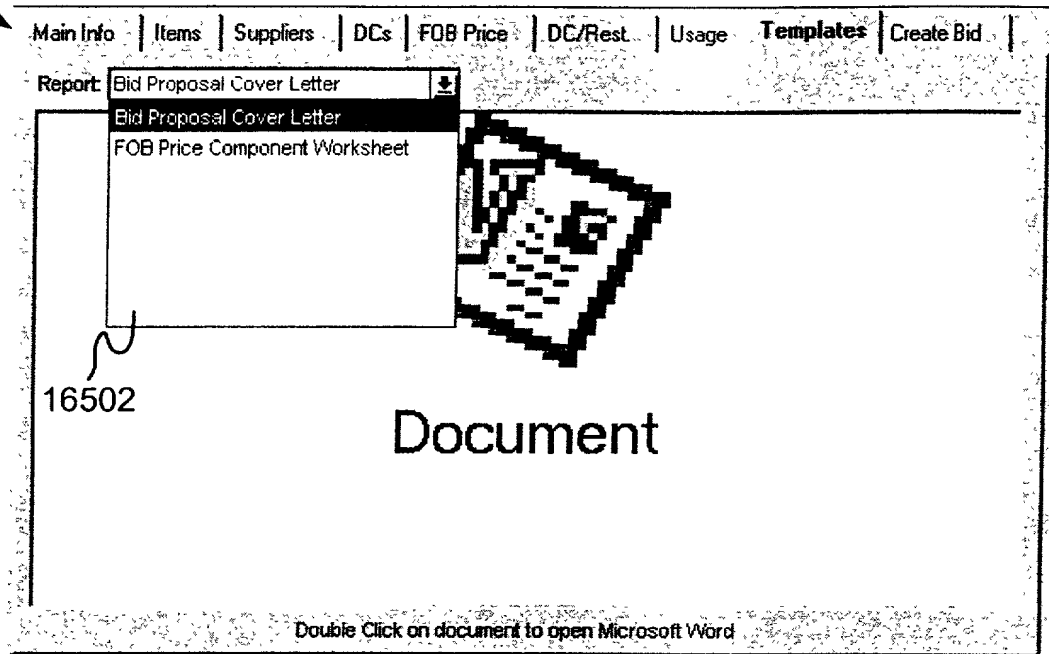 Main Info Items Suppliers DCs FOB Price DC/Rest. Usage Templates Create Bid
Report: Bid Proposal Cover Letter
Bid Proposal Cover Letter
FOB Price Component Worksheet
16502
Document
Double Click on document to open Microsoft Word